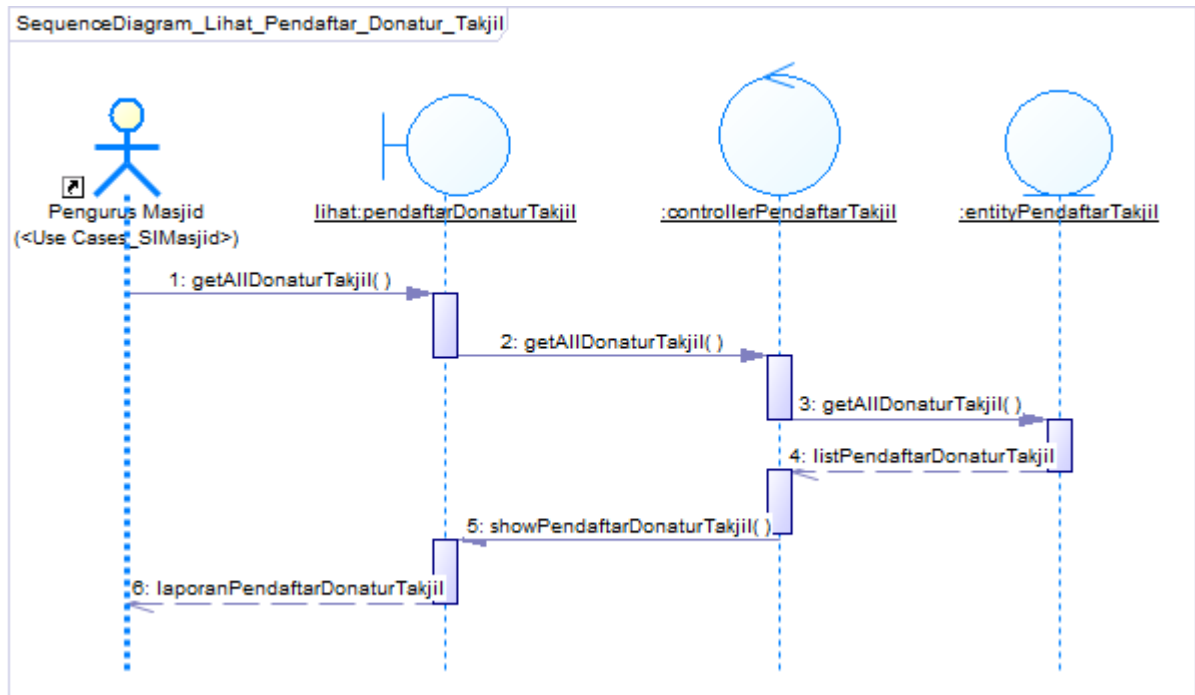 SequenceDiagram_Lihat_Pendaftar_Donatur_Takjil
Pengurus Masjid
(<Use Cases_SIMasjid>)
lihat:pendaftarDonaturTakjil
:controllerPendaftarTakjil
:entityPendaftarTakjil
1: getAllDonaturTakjil( )
2: getAllDonaturTakjil( )
3: getAllDonaturTakjil( )
4: listPendaftarDonaturTakjil
5: showPendaftarDonaturTakjil( )
6: laporanPendaftarDonaturTakjil